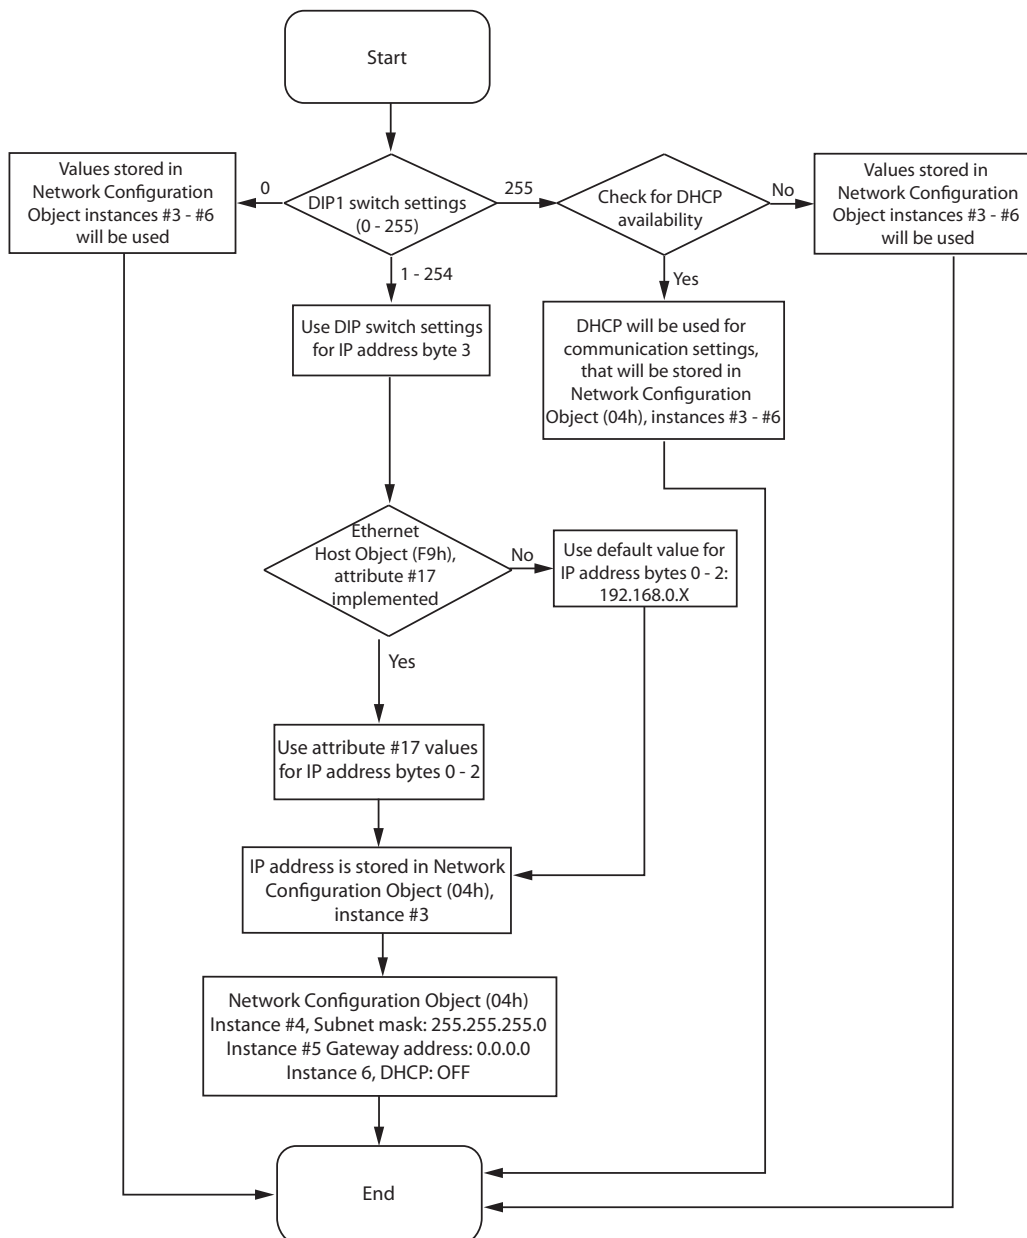 Start
Values stored in
Network Configuration
Object instances #3 - #6
will be used
0
DIP1 switch settings
(0 - 255)
255
Check for DHCP
availability
No
Values stored in
Network Configuration
Object instances #3 - #6
will be used
1 - 254
Yes
Use DIP switch settings
for IP address byte 3
DHCP will be used for
communication settings,
that will be stored in
Network Configuration
Object (04h), instances #3 - #6
Ethernet
Host Object (F9h),
attribute #17
implemented
No
Use default value for
IP address bytes 0 - 2:
192.168.0.X
Yes
Use attribute #17 values
for IP address bytes 0 - 2
IP address is stored in Network
Configuration Object (04h),
instance #3
Network Configuration Object (04h)
Instance #4, Subnet mask: 255.255.255.0
Instance #5 Gateway address: 0.0.0.0
Instance 6, DHCP: OFF
End